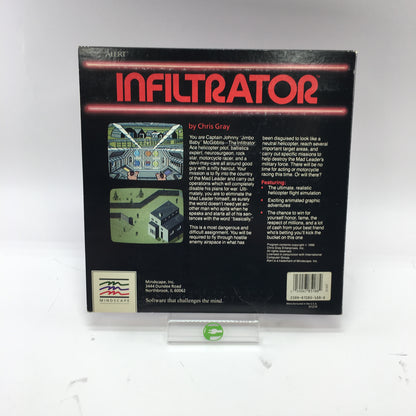 ALERT
INFILTRATOR
by Chris Gray
You are Captain Johnny "Jimbo
Baby" McGibbits - The Infiltrator.
Ace helicopter pilot, ballistics
expert, neurosurgeon, rock
star, motorcycle racer, and a
devil-may-care all around good
guy with a nifty haircut. Your
mission is to fly into the country
of the Mad Leader and carry out
operations which will completely
disable his plans for war. Ulti-
mately, you are to eliminate the
Mad Leader himself, as surely
the world doesn't need yet an-
other man who spits when he
speaks and starts all of his sen-
tences with the word "basically."
This is a most dangerous and
difficult assignment. You will be
required to fly through hostile
enemy airspace in what has
been disguised to look like a
neutral helicopter, reach several
important target areas, and
carry out specific missions to
help destroy the Mad Leader's
military force. There will be no
time for acting or motorcycle
racing this time. Or will there?
Featuring:
• The ultimate, realistic
helicopter flight simulation
• Exciting animated graphic
adventures
• The chance to win for
yourself honor, fame, the
respect of millions, and a lot
of cash from your best friend
who's betting you'll kick the
bucket on this one
MINDSCAPE
Mindscape, Inc.
3444 Dundee Road
Northbrook, IL 60062
Software that challenges the mind.